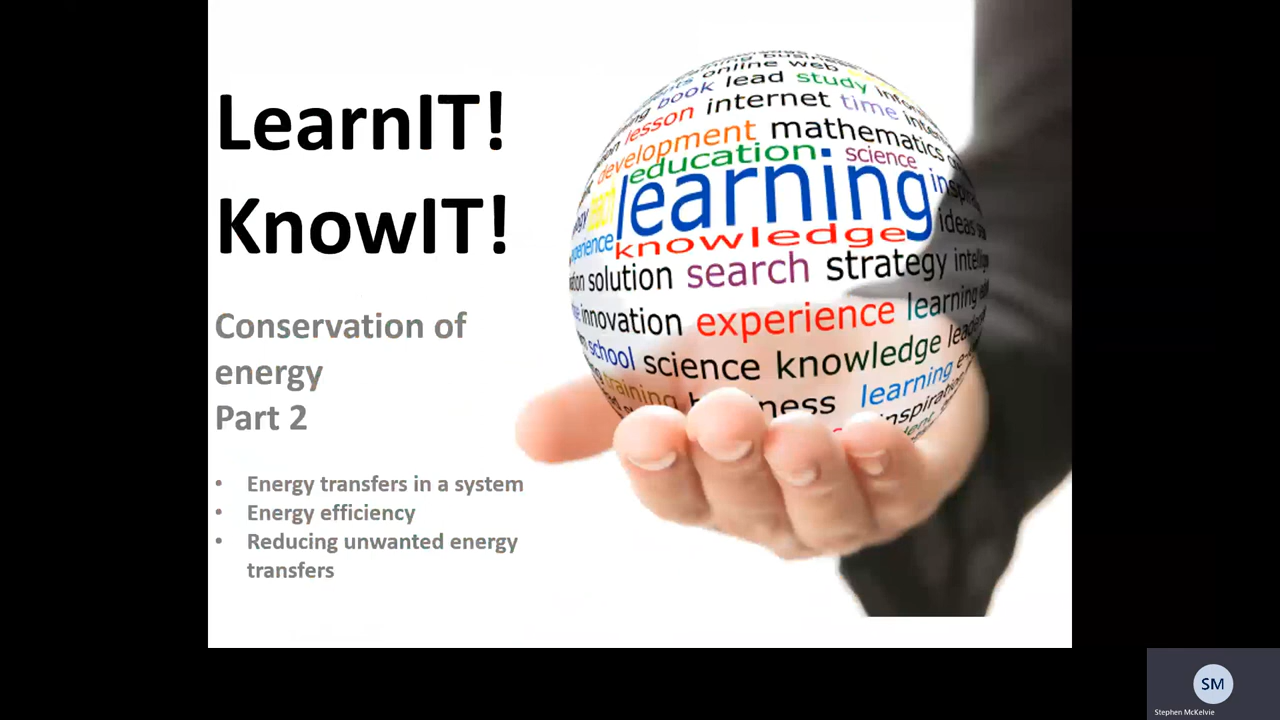 LearnIT!
KnowIT!
Conservation of
energy
Part 2
• Energy transfers in a system
• Energy efficiency
• Reducing unwanted energy
transfers
online web
book lead study
lesson internet time
development mathematics
education science
learning
knowledge
ideas
solution search strategy
innovation experience learning
school science knowledge
training learning
SM
Stephen McKelvie